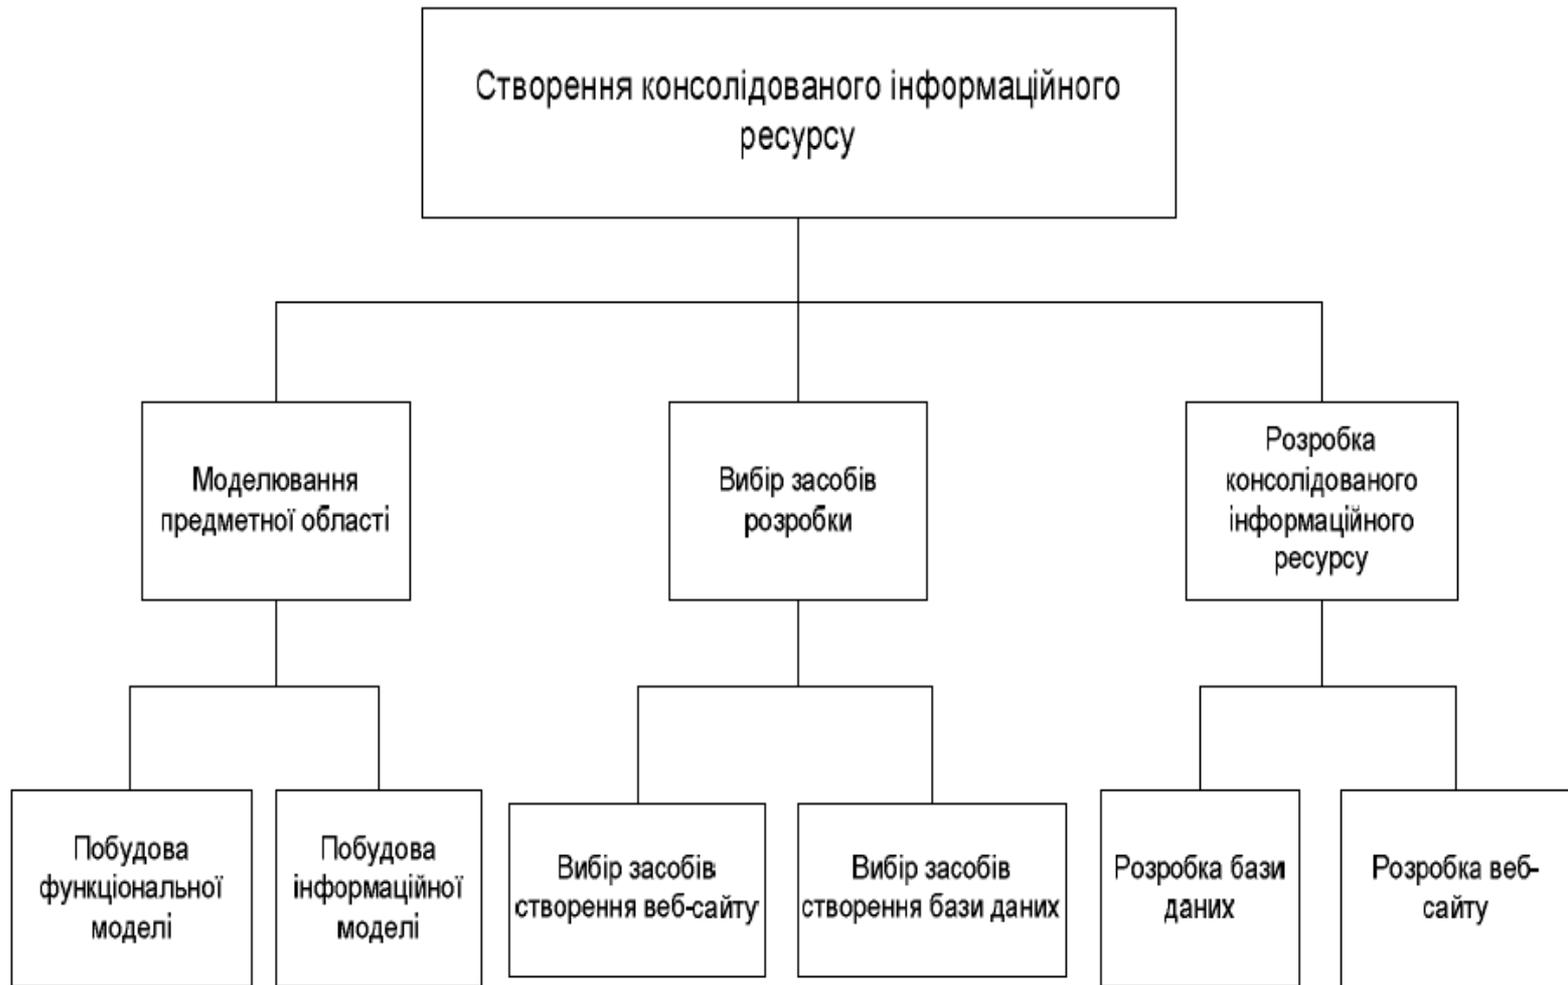 Створення консолідованого інформаційного
ресурсу
Моделювання
предметної області
Вибір засобів
розробки
Розробка
консолідованого
інформаційного
ресурсу
Побудова
функціональної
моделі
Побудова
інформаційної
моделі
Вибір засобів
створення веб-сайту
Вибір засобів
створення бази даних
Розробка бази
даних
Розробка веб-
сайту